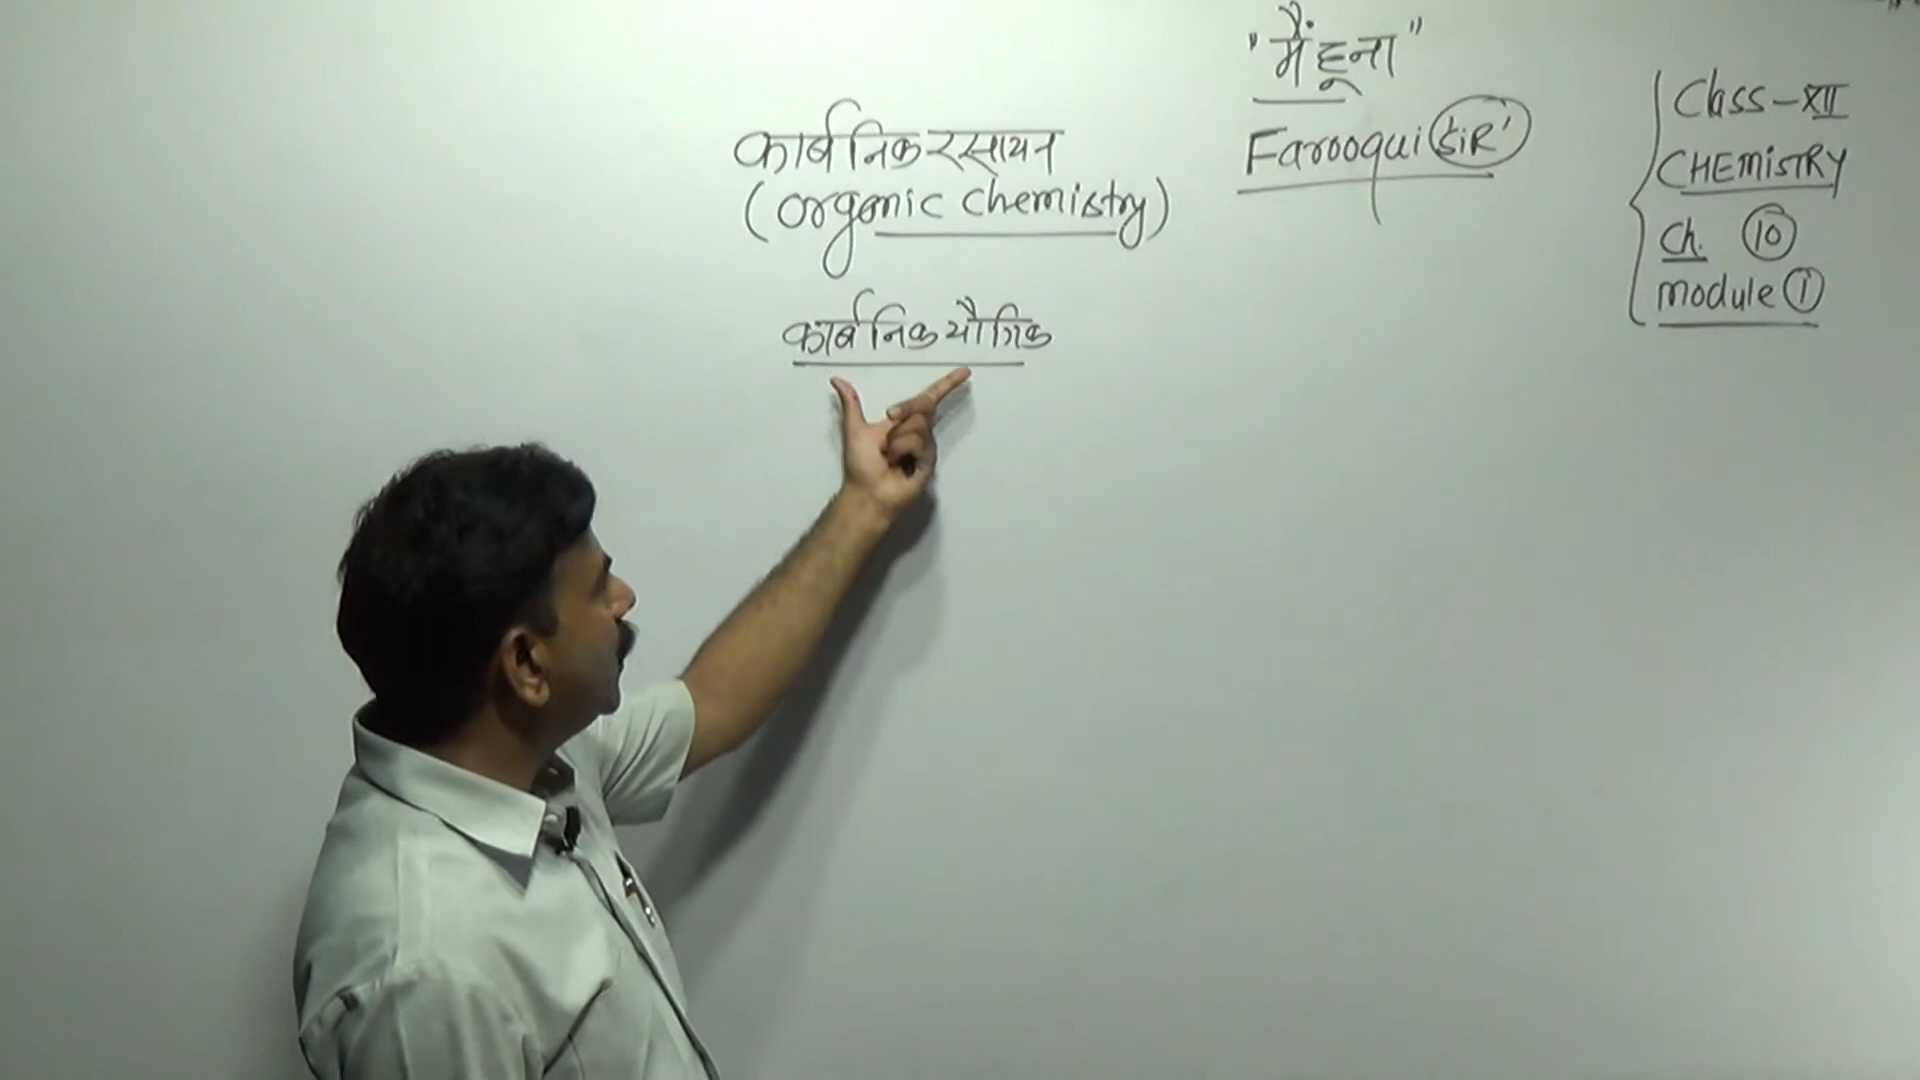 "मैं हूना"
Farooqui 'SiR'
कार्बनिक रसायन
(organic chemistry)
कार्बनिक यौगिक
Class-XII
CHEMISTRY
Ch. 10
module 1